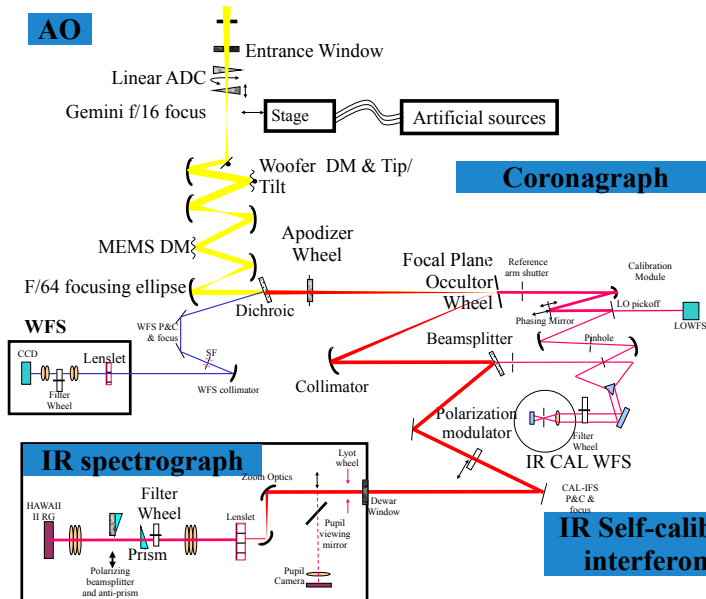 AO
Entrance Window
Linear ADC
Gemini f/16 focus
Stage
Artificial sources
Woofer DM & Tip/
Tilt
Coronagraph
MEMS DM
Apodizer
Wheel
F/64 focusing ellipse
Dichroic
Focal Plane
Occultor
Wheel
Reference
arm shutter
Calibration
Module
Phasing Mirror
LO pickoff
LOWFS
WFS
WFS P&C
& focus
CCD
Lenslet
Filter
Wheel
SF
WFS collimator
Collimator
Beamsplitter
Pinhole
Polarization
modulator
Filter
Wheel
IR CAL WFS
CAL-IFS
P&C &
focus
IR spectrograph
Lyot
wheel
Zoom Optics
HAWAII
II RG
Filter
Wheel
Prism
Lenslet
Dewar
Window
Pupil
viewing
mirror
Polarizing
beamsplitter
and anti-prism
Pupil
Camera
IR Self-calib
interferon